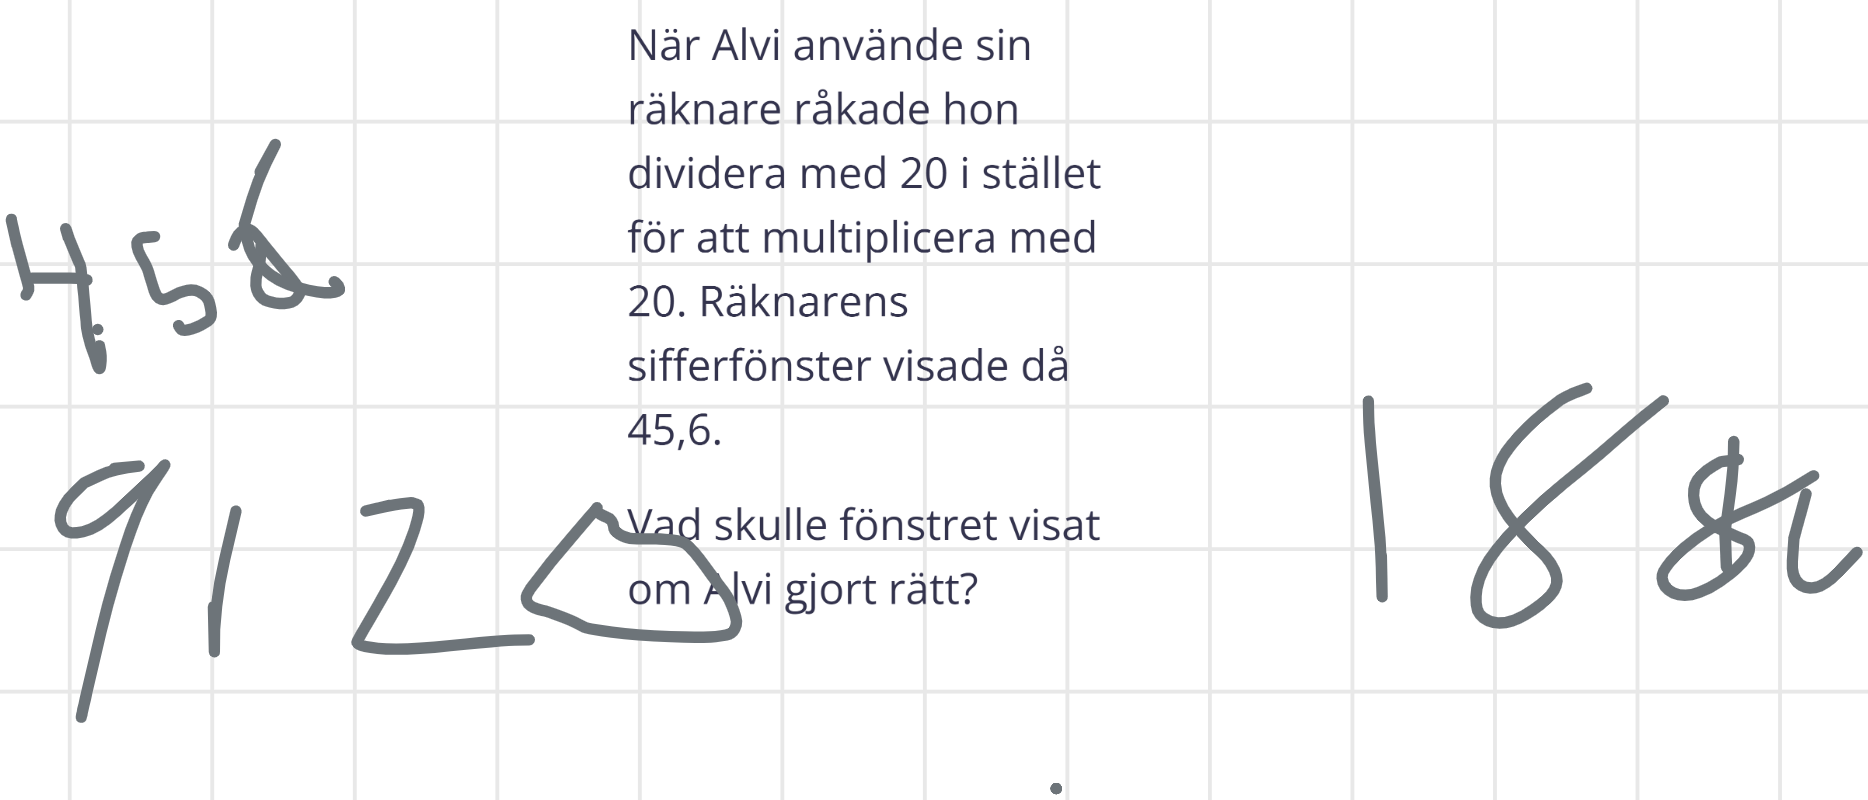 När Alvi använde sin
räknare råkade hon
dividera med 20 i stället
för att multiplicera med
20. Räknarens
sifferfönster visade då
45,6.
Vad skulle fönstret visat
om Alvi gjort rätt?
4.56
9120
18